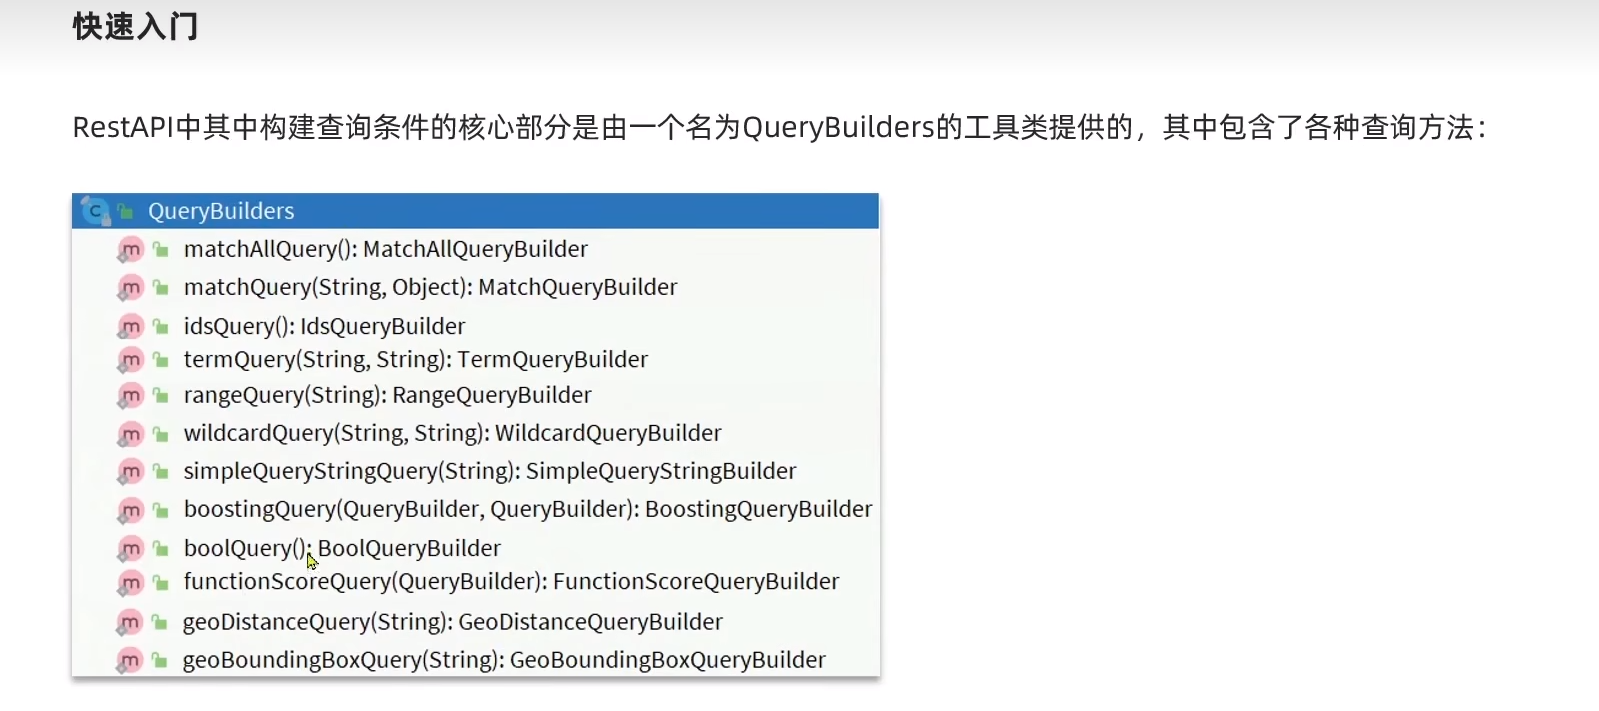 快速入门
RestAPI中其中构建查询条件的核心部分是由一个名为QueryBuilders的工具类提供的，其中包含了各种查询方法：
QueryBuilders
matchAllQuery(): MatchAllQueryBuilder
matchQuery(String, Object): MatchQueryBuilder
idsQuery(): IdsQueryBuilder
termQuery(String, String): TermQueryBuilder
rangeQuery(String): RangeQueryBuilder
wildcardQuery(String, String): WildcardQueryBuilder
simpleQueryStringQuery(String): SimpleQueryStringBuilder
boostingQuery(QueryBuilder, QueryBuilder): BoostingQueryBuilder
boolQuery(): BoolQueryBuilder
functionScoreQuery(QueryBuilder): FunctionScoreQueryBuilder
geoDistanceQuery(String): GeoDistanceQueryBuilder
geoBoundingBoxQuery(String): GeoBoundingBoxQueryBuilder